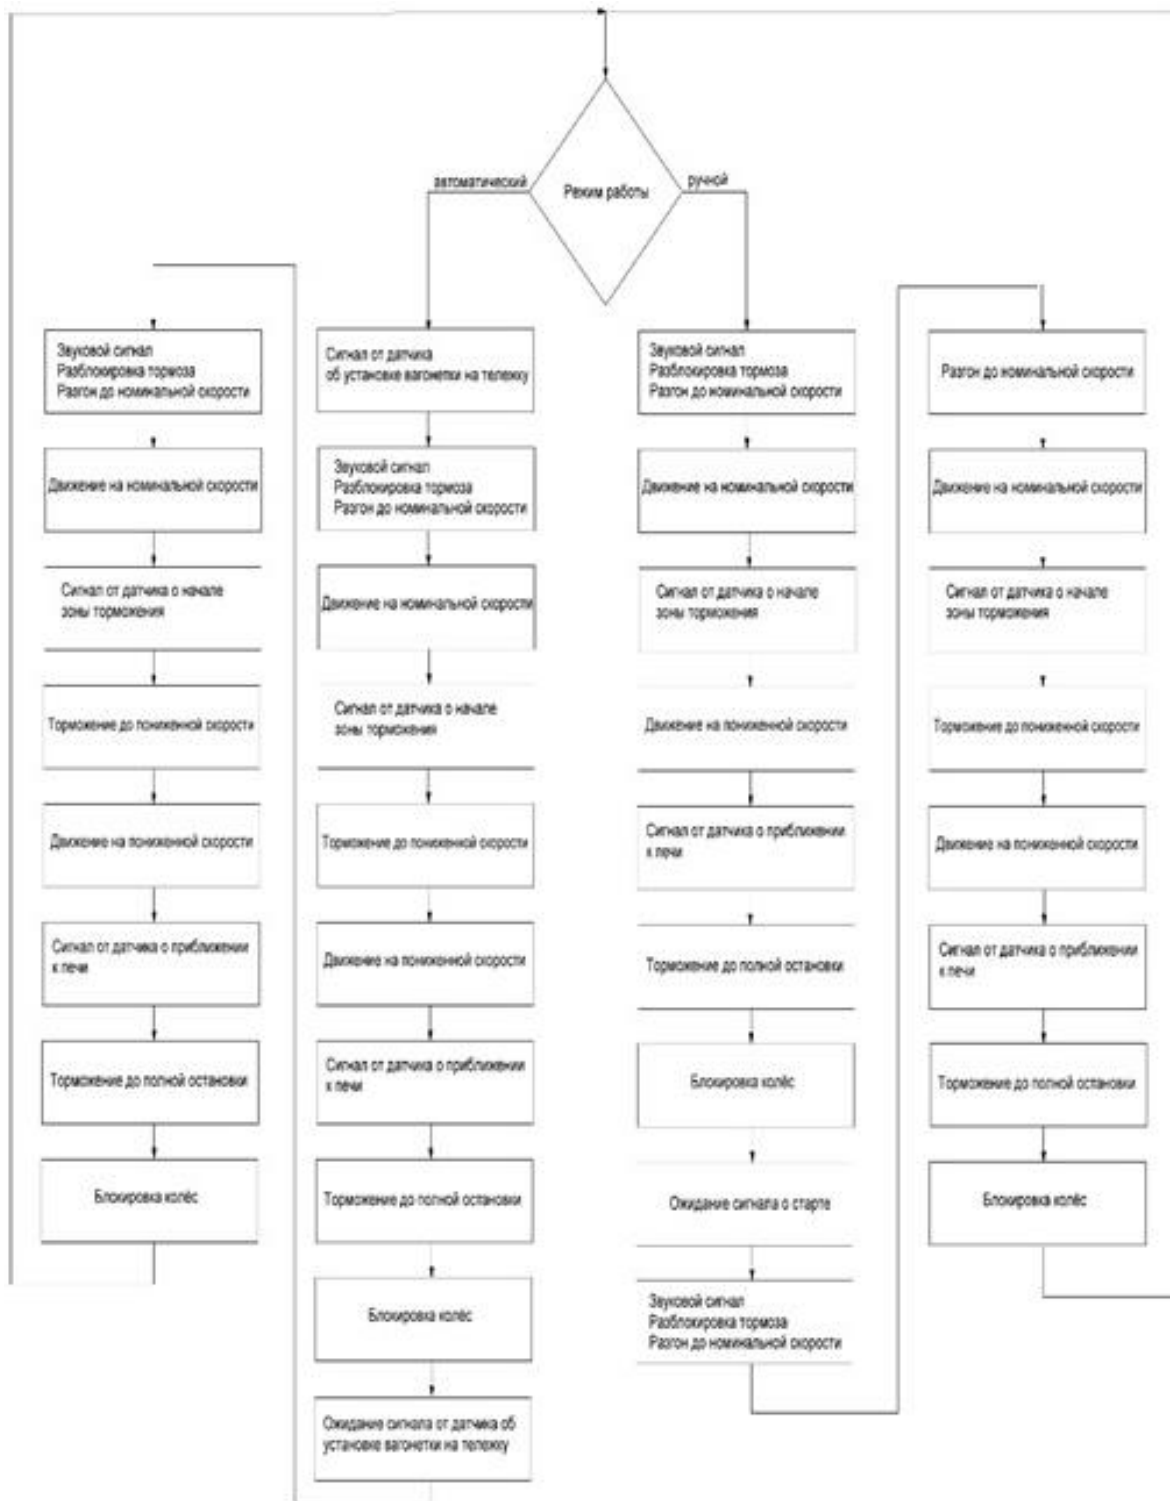 Режим работы
автоматический
ручной
Сигнал от датчика
об установке вагонетки на тележку
Звуковой сигнал
Разблокировка тормоза
Разгон до номинальной скорости
Движение на номинальной скорости
Сигнал от датчика о начале
зоны торможения
Торможение до пониженной скорости
Движение на пониженной скорости
Сигнал от датчика о приближении
к печи
Торможение до полной остановки
Блокировка колёс
Ожидание сигнала от датчика об
установке вагонетки на тележку
Звуковой сигнал
Разблокировка тормоза
Разгон до номинальной скорости
Движение на номинальной скорости
Сигнал от датчика о начале
зоны торможения
Торможение до пониженной скорости
Движение на пониженной скорости
Сигнал от датчика о приближении
к печи
Торможение до полной остановки
Блокировка колёс
Звуковой сигнал
Разблокировка тормоза
Разгон до номинальной скорости
Движение на номинальной скорости
Сигнал от датчика о начале
зоны торможения
Движение на пониженной скорости
Сигнал от датчика о приближении
к печи
Торможение до полной остановки
Блокировка колёс
Ожидание сигнала о старте
Звуковой сигнал
Разблокировка тормоза
Разгон до номинальной скорости
Разгон до номинальной скорости
Движение на номинальной скорости
Сигнал от датчика о начале
зоны торможения
Торможение до пониженной скорости
Движение на пониженной скорости
Сигнал от датчика о приближении
к печи
Торможение до полной остановки
Блокировка колёс